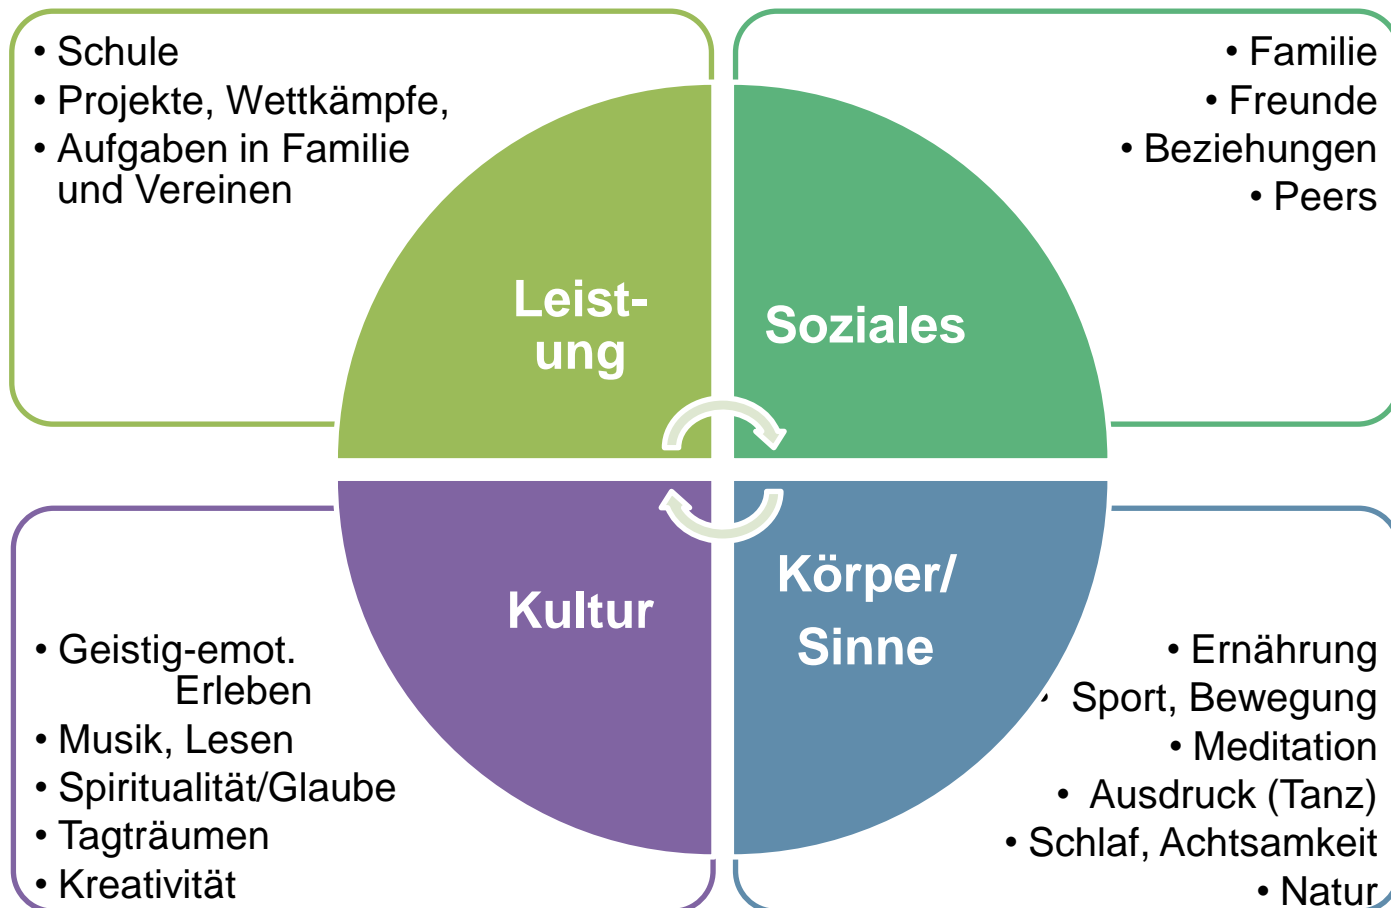 • Schule
• Projekte, Wettkämpfe,
• Aufgaben in Familie
und Vereinen
• Familie
• Freunde
• Beziehungen
• Peers
Leist-
ung
Soziales
Kultur
Körper/
Sinne
• Geistig-emot.
Erleben
• Musik, Lesen
• Spiritualität/Glaube
• Tagträumen
• Kreativität
• Ernährung
• Sport, Bewegung
• Meditation
• Ausdruck (Tanz)
• Schlaf, Achtsamkeit
• Natur